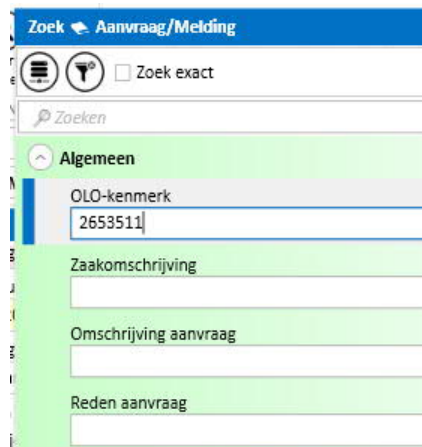 Zoek Aanvraag/Melding
Zoek exact
Zoeken
Algemeen
OLO-kenmerk
2653511
Zaakomschrijving
Omschrijving aanvraag
Reden aanvraag